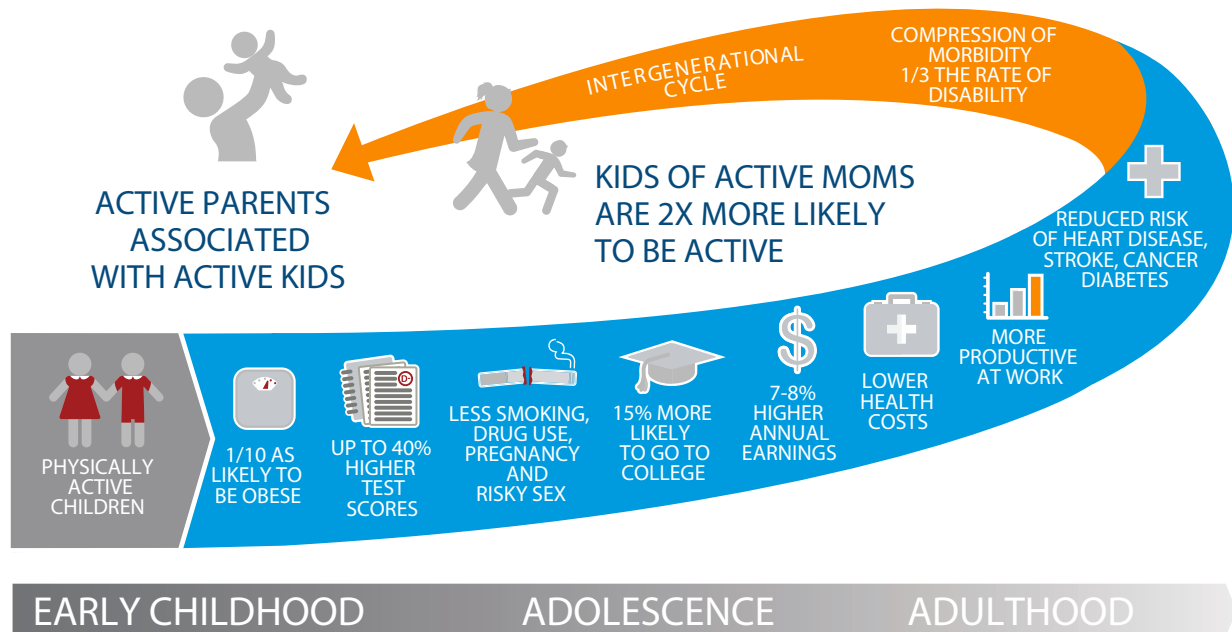 INTERGENERATIONAL
CYCLE
COMPRESSION OF
MORBIDITY
1/3 THE RATE OF
DISABILITY
ACTIVE PARENTS
ASSOCIATED
WITH ACTIVE KIDS
KIDS OF ACTIVE MOMS
ARE 2X MORE LIKELY
TO BE ACTIVE
REDUCED RISK
OF HEART DISEASE,
STROKE, CANCER
DIABETES
PHYSICALLY
ACTIVE
CHILDREN
1/10 AS
LIKELY TO
BE OBESE
D-
UP TO 40%
HIGHER
TEST
SCORES
LESS SMOKING,
DRUG USE,
PREGNANCY
AND
RISKY SEX
15% MORE
LIKELY
TO GO TO
COLLEGE
$
7-8%
HIGHER
ANNUAL
EARNINGS
LOWER
HEALTH
COSTS
MORE
PRODUCTIVE
AT WORK
EARLY CHILDHOOD
ADOLESCENCE
ADULTHOOD